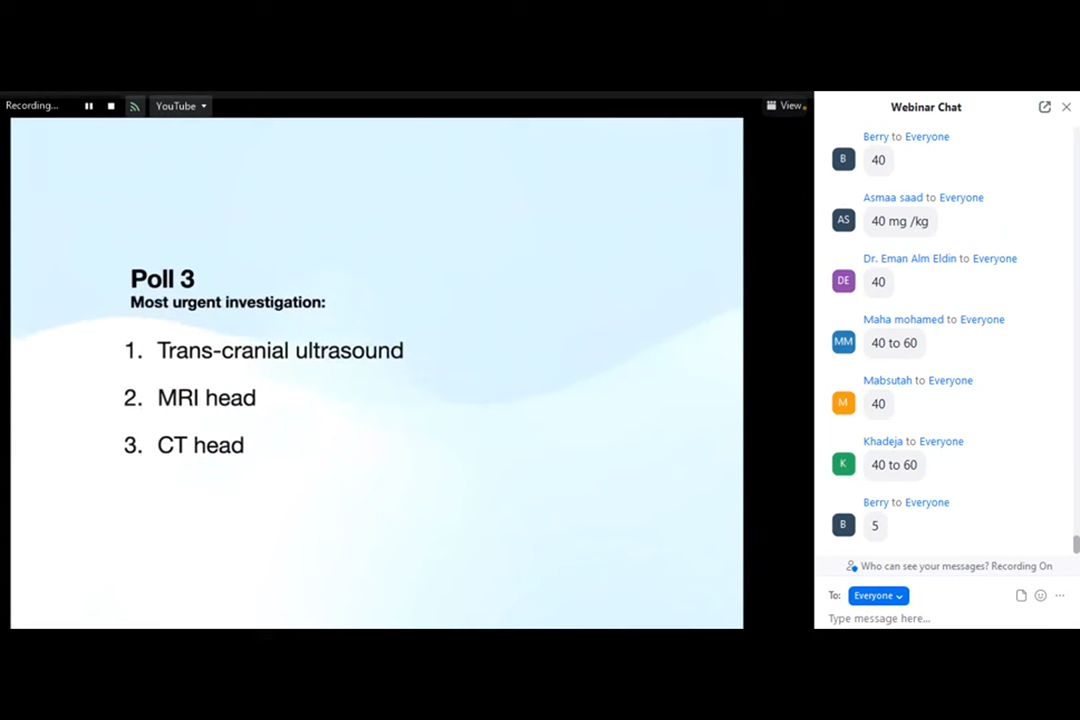 Recording...
YouTube
View
Poll 3
Most urgent investigation:
1. Trans-cranial ultrasound
2. MRI head
3. CT head
Webinar Chat
Berry to Everyone
B
40
Asmaa saad to Everyone
AS
40 mg /kg
Dr. Eman Alm Eldin to Everyone
DE
40
Maha mohamed to Everyone
MM
40 to 60
Mabsutah to Everyone
M
40
Khadeja to Everyone
K
40 to 60
Berry to Everyone
B
5
Who can see your messages? Recording On
To: Everyone
Type message here...